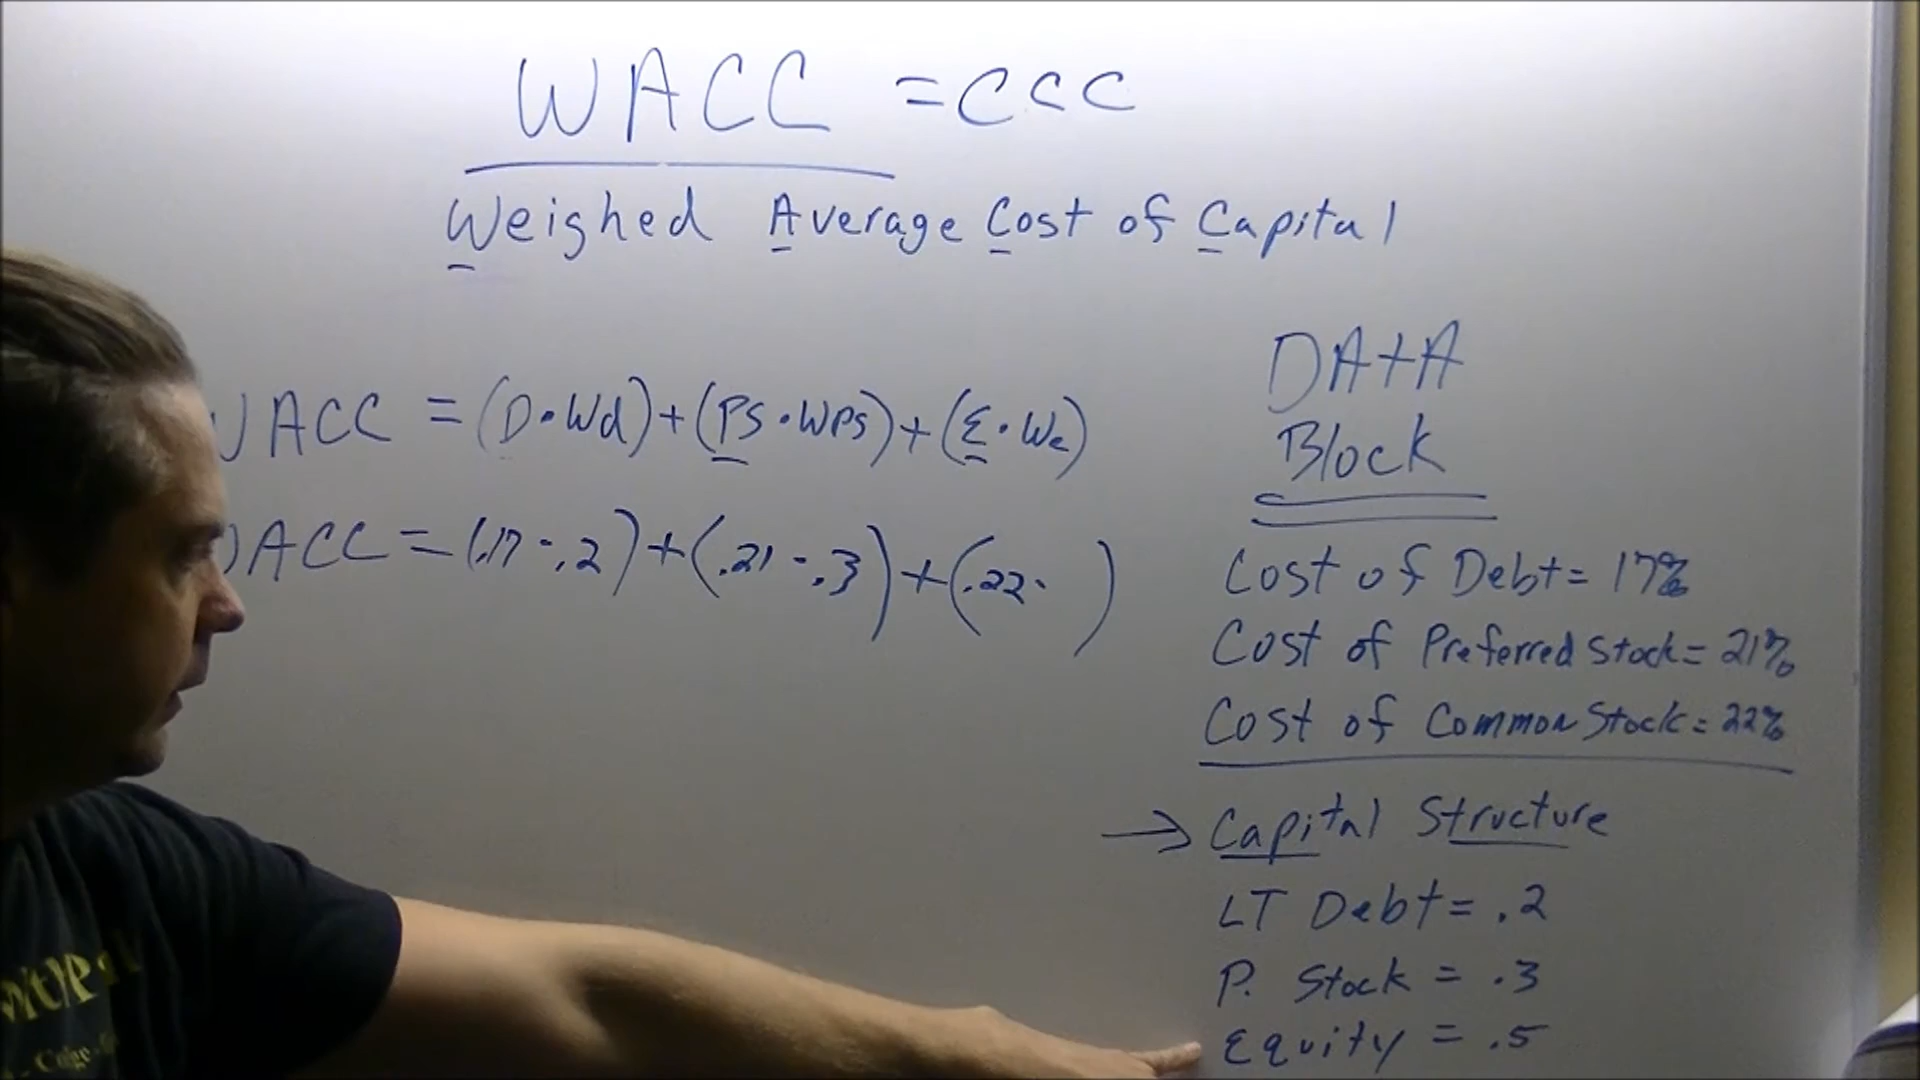 WACC = CCC
Weighed Average Cost of Capital
WACC = (D·Wd)+(PS·WPS)+(E·We)
WACC = (.17·.2)+(.21·.3)+(.22· )
DATA
Block
Cost of Debt= 17%
Cost of Preferred Stock= 21%
Cost of Common Stock= 22%
→ Capital Structure
LT Debt= .2
P. Stock = .3
Equity = .5